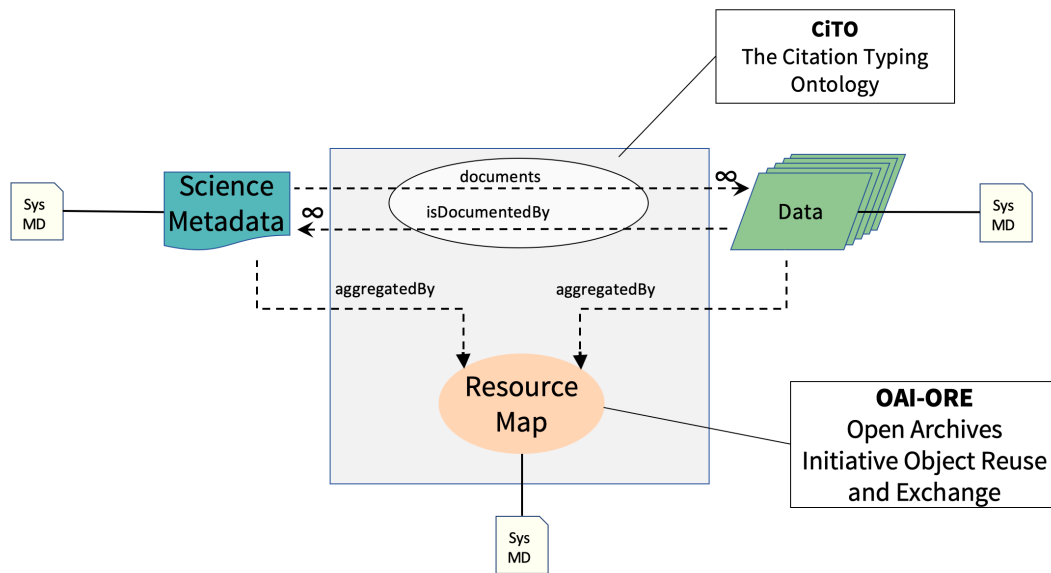 CiTO
The Citation Typing
Ontology
documents
∞
Science
Metadata
Sys
MD
∞
isDocumentedBy
Data
Sys
MD
aggregatedBy
aggregatedBy
Resource
Map
OAI-ORE
Open Archives
Initiative Object Reuse
and Exchange
Sys
MD